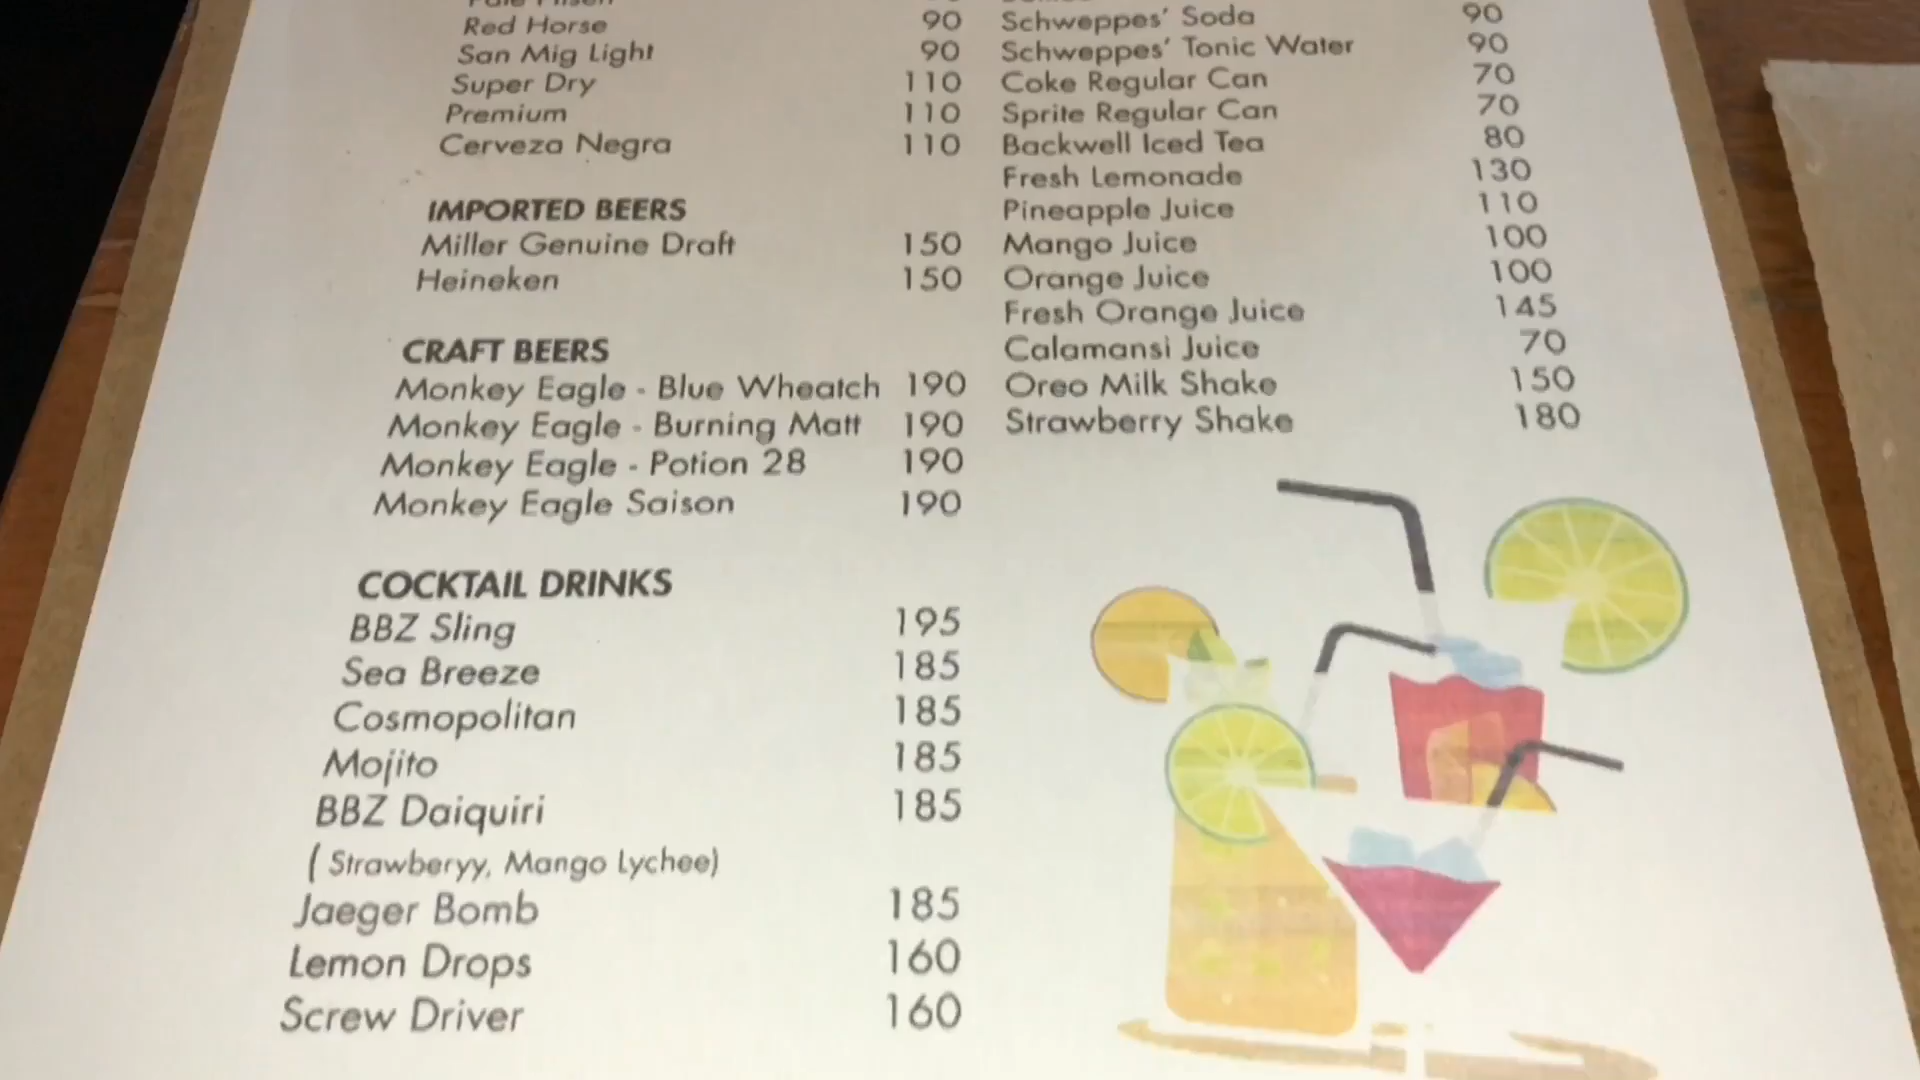 Pale Pilsen
Red Horse 90
San Mig Light 90
Super Dry 110
Premium 110
Cerveza Negra 110
IMPORTED BEERS
Miller Genuine Draft 150
Heineken 150
CRAFT BEERS
Monkey Eagle - Blue Wheatch 190
Monkey Eagle - Burning Matt 190
Monkey Eagle - Potion 28 190
Monkey Eagle Saison 190
COCKTAIL DRINKS
BBZ Sling 195
Sea Breeze 185
Cosmopolitan 185
Mojito 185
BBZ Daiquiri 185
( Strawberyy, Mango Lychee)
Jaeger Bomb 185
Lemon Drops 160
Screw Driver 160
Schweppes' Soda 90
Schweppes' Tonic Water 90
Coke Regular Can 70
Sprite Regular Can 70
Backwell Iced Tea 80
Fresh Lemonade 130
Pineapple Juice 110
Mango Juice 100
Orange Juice 100
Fresh Orange Juice 145
Calamansi Juice 70
Oreo Milk Shake 150
Strawberry Shake 180